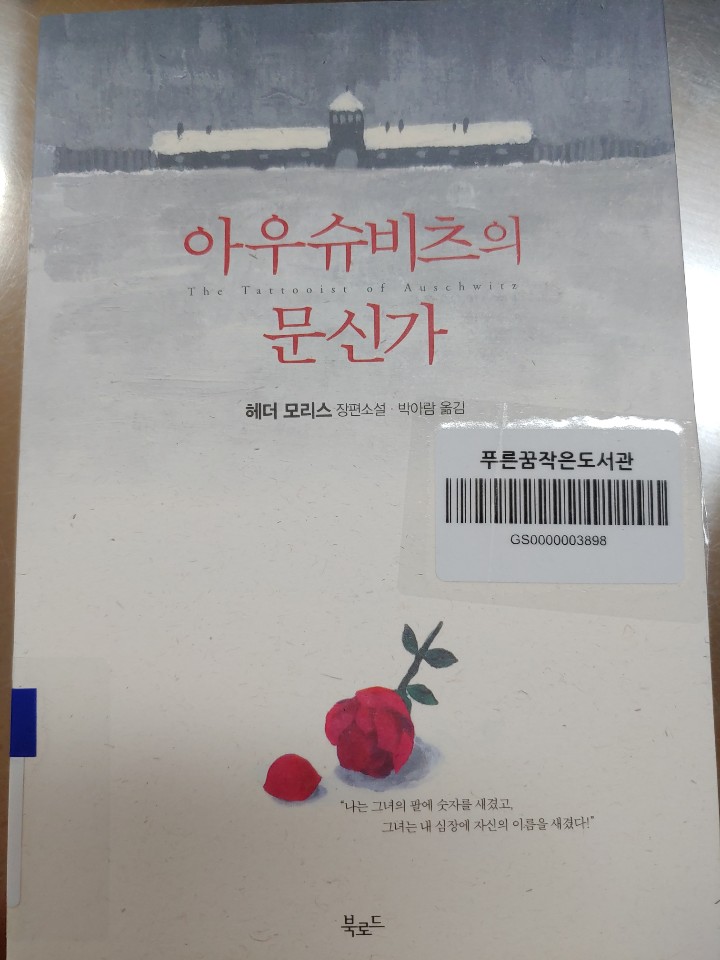 아우슈비츠의
The Tattooist of Auschwitz
문신가
헤더 모리스 장편소설 · 박아람 옮김
푸른꿈작은도서관
GS0000003898
“나는 그녀의 팔에 숫자를 새겼고,
그녀는 내 심장에 자신의 이름을 새겼다!”
북로드